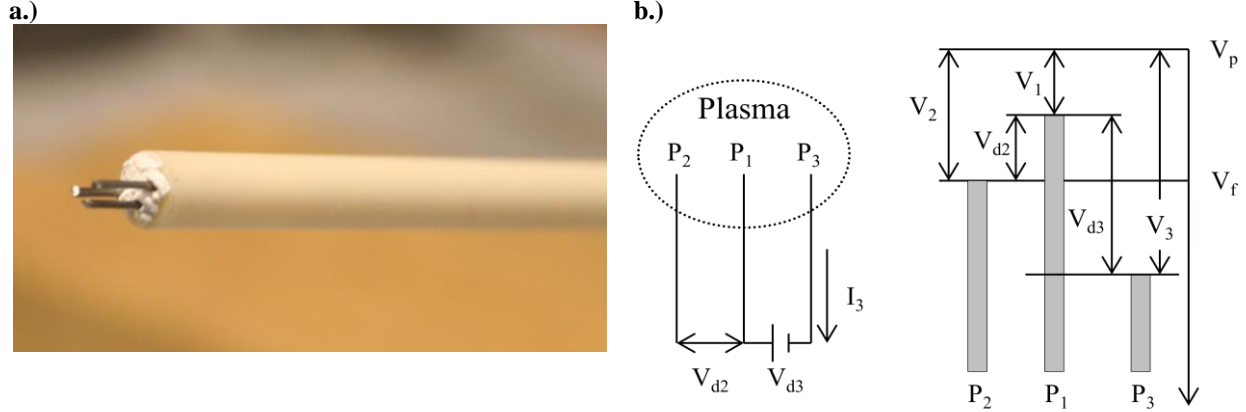 a.)
b.)
Plasma
P2 P1 P3
I3
Vd2 Vd3
Vp
V1
V2
Vd2
Vf
Vd3 V3
P2 P1 P3